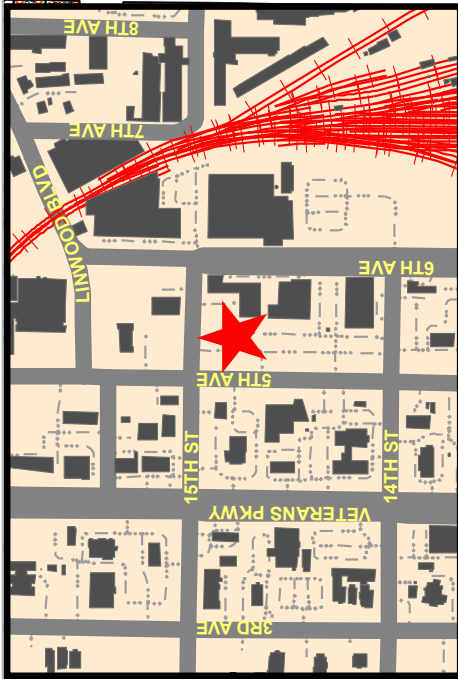 8TH AVE
7TH AVE
LINWOOD BLVD
6TH AVE
5TH AVE
15TH ST
14TH ST
VETERANS PKWY
3RD AVE